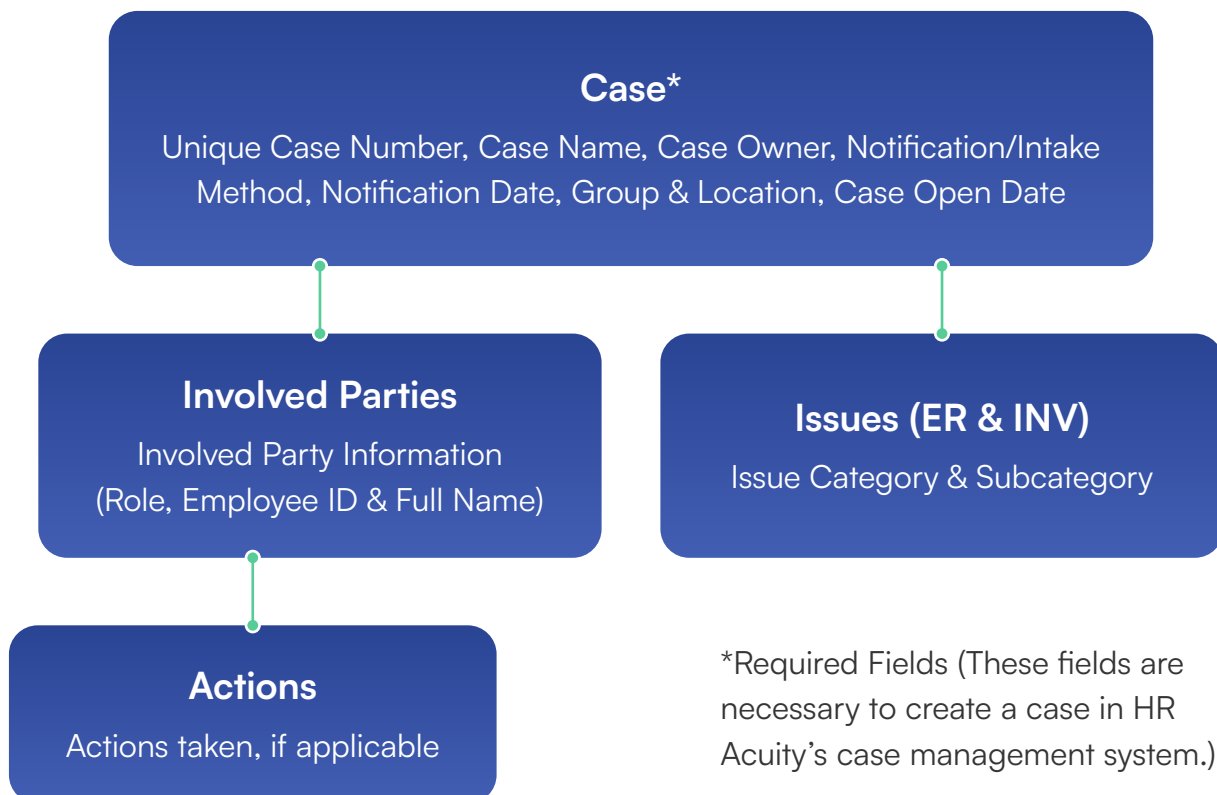 Case*
Unique Case Number, Case Name, Case Owner, Notification/Intake
Method, Notification Date, Group & Location, Case Open Date
Involved Parties
Involved Party Information
(Role, Employee ID & Full Name)
Issues (ER & INV)
Issue Category & Subcategory
Actions
Actions taken, if applicable
*Required Fields (These fields are
necessary to create a case in HR
Acuity’s case management system.)